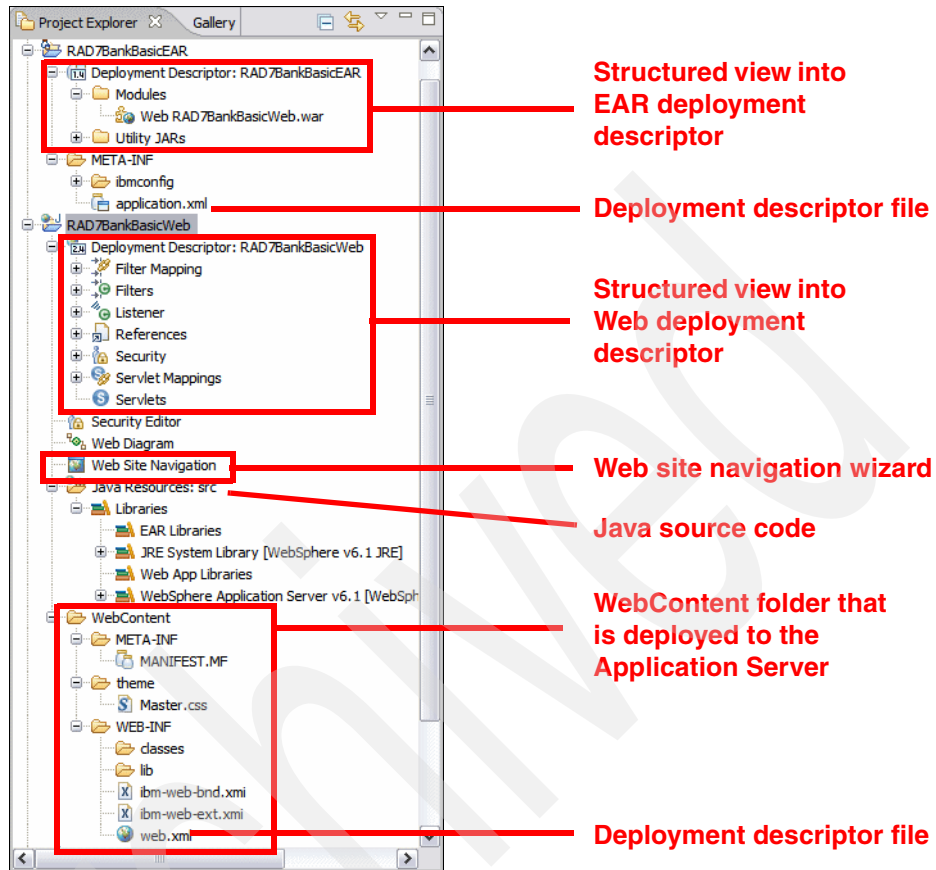 Project Explorer Gallery
RAD7BankBasicEAR
1.4 Deployment Descriptor: RAD7BankBasicEAR
Modules
Web RAD7BankBasicWeb.war
Utility JARs
META-INF
ibmconfig
application.xml
RAD7BankBasicWeb
2.4 Deployment Descriptor: RAD7BankBasicWeb
Filter Mapping
Filters
Listener
References
Security
Servlet Mappings
Servlets
Security Editor
Web Diagram
Web Site Navigation
Java Resources: src
Libraries
EAR Libraries
JRE System Library [WebSphere v6.1 JRE]
Web App Libraries
WebSphere Application Server v6.1 [WebSph
WebContent
META-INF
MANIFEST.MF
theme
Master.css
WEB-INF
classes
lib
ibm-web-bnd.xmi
ibm-web-ext.xmi
web.xml
Structured view into
EAR deployment
descriptor
Deployment descriptor file
Structured view into
Web deployment
descriptor
Web site navigation wizard
Java source code
WebContent folder that
is deployed to the
Application Server
Deployment descriptor file